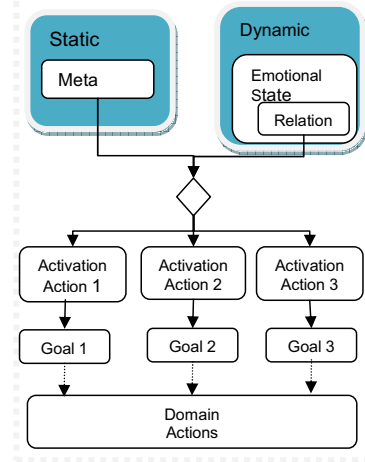 Static
Meta
Dynamic
Emotional
State
Relation
Activation
Action 1
Activation
Action 2
Activation
Action 3
Goal 1
Goal 2
Goal 3
Domain
Actions